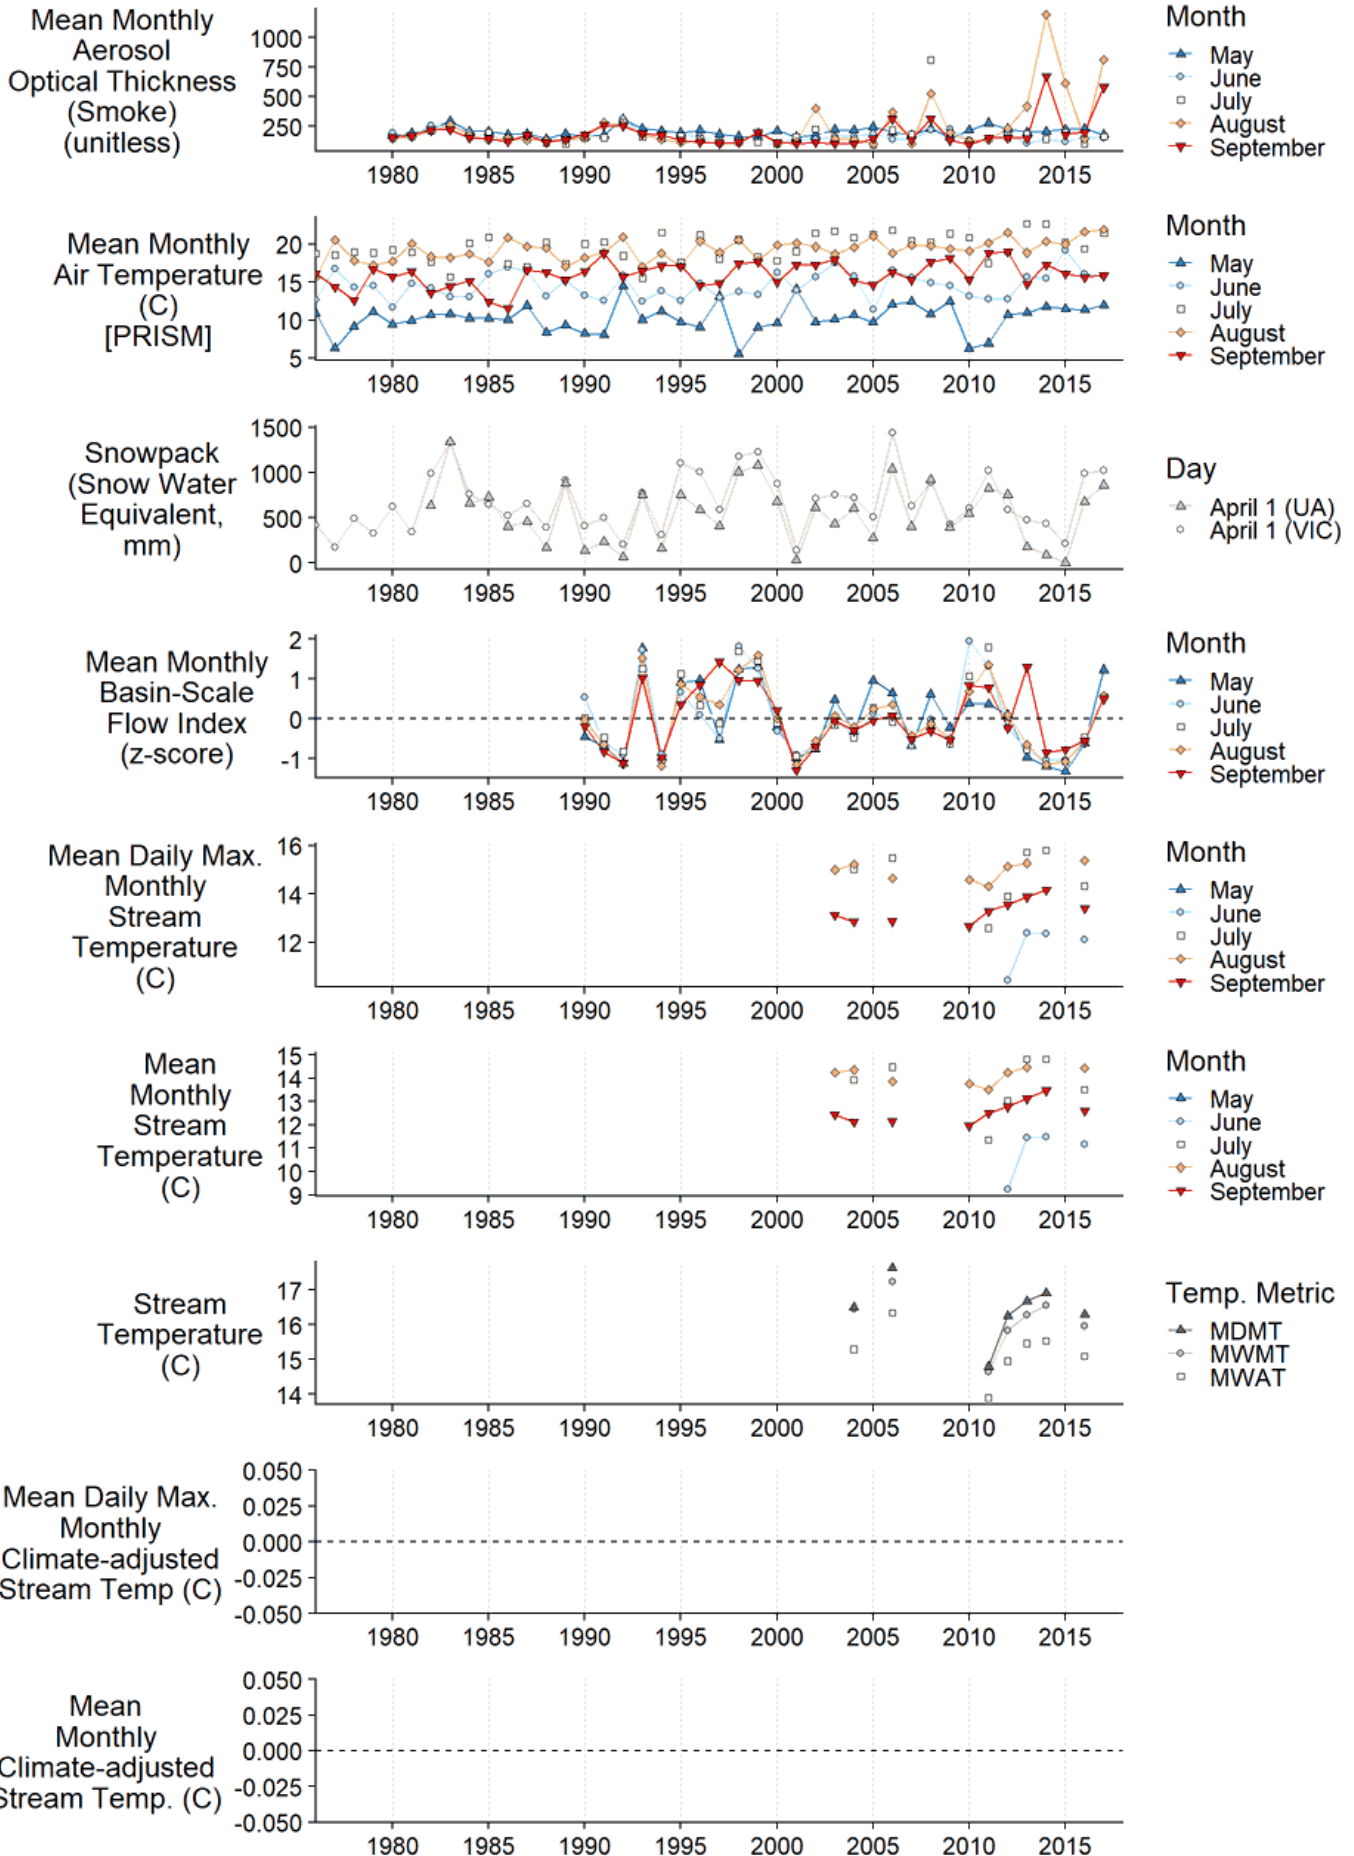 Mean Monthly
Aerosol
Optical Thickness
(Smoke)
(unitless)
1000
750
500
250
1980 1985 1990 1995 2000 2005 2010 2015
Month
May
June
July
August
September
Mean Monthly
Air Temperature
(C)
[PRISM]
20
15
10
5
1980 1985 1990 1995 2000 2005 2010 2015
Month
May
June
July
August
September
Snowpack
(Snow Water
Equivalent,
mm)
1500
1000
500
0
1980 1985 1990 1995 2000 2005 2010 2015
Day
April 1 (UA)
April 1 (VIC)
Mean Monthly
Basin-Scale
Flow Index
(z-score)
2
1
0
-1
1980 1985 1990 1995 2000 2005 2010 2015
Month
May
June
July
August
September
Mean Daily Max.
Monthly
Stream
Temperature
(C)
16
14
12
1980 1985 1990 1995 2000 2005 2010 2015
Month
May
June
July
August
September
Mean
Monthly
Stream
Temperature
(C)
15
14
13
12
11
10
9
1980 1985 1990 1995 2000 2005 2010 2015
Month
May
June
July
August
September
Stream
Temperature
(C)
17
16
15
14
1980 1985 1990 1995 2000 2005 2010 2015
Temp. Metric
MDMT
MWMT
MWAT
Mean Daily Max.
Monthly
Climate-adjusted
Stream Temp (C)
0.050
0.025
0.000
-0.025
-0.050
1980 1985 1990 1995 2000 2005 2010 2015
Mean
Monthly
Climate-adjusted
Stream Temp. (C)
0.050
0.025
0.000
-0.025
-0.050
1980 1985 1990 1995 2000 2005 2010 2015